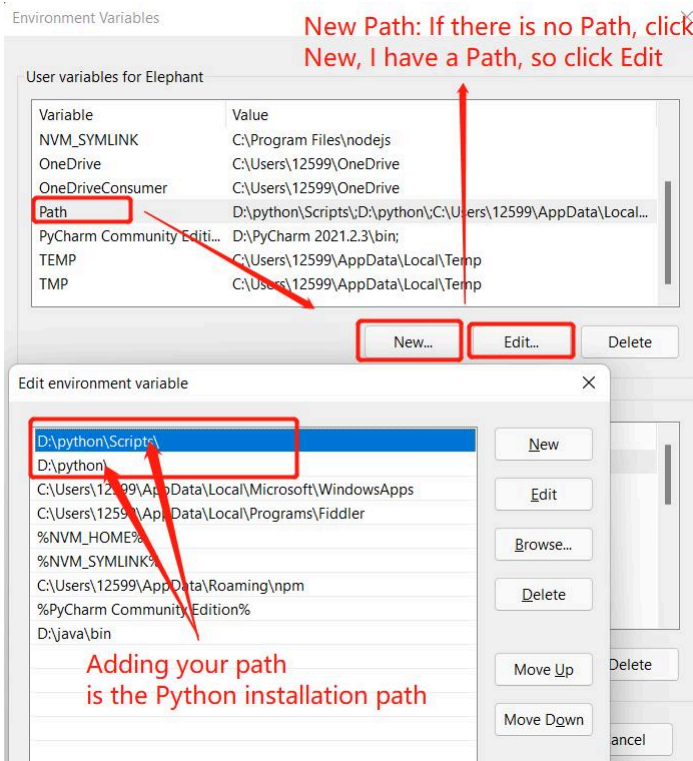 Environment Variables
New Path: If there is no Path, click
New, I have a Path, so click Edit
User variables for Elephant
Variable Value
NVM_SYMLINK C:\Program Files\nodejs
OneDrive C:\Users\12599\OneDrive
OneDriveConsumer C:\Users\12599\OneDrive
Path D:\python\Scripts\;D:\python\;C:\Users\12599\AppData\Local...
PyCharm Community Editi... D:\PyCharm 2021.2.3\bin;
TEMP C:\Users\12599\AppData\Local\Temp
TMP C:\Users\12599\AppData\Local\Temp
New... Edit... Delete
Edit environment variable
D:\python\Scripts\
D:\python\
C:\Users\12599\AppData\Local\Microsoft\WindowsApps
C:\Users\12599\AppData\Local\Programs\Fiddler
%NVM_HOME%
%NVM_SYMLINK%
C:\Users\12599\AppData\Roaming\npm
%PyCharm Community Edition%
D:\java\bin
New
Edit
Browse...
Delete
Move Up
Move Down
Adding your path
is the Python installation path
Delete
ancel